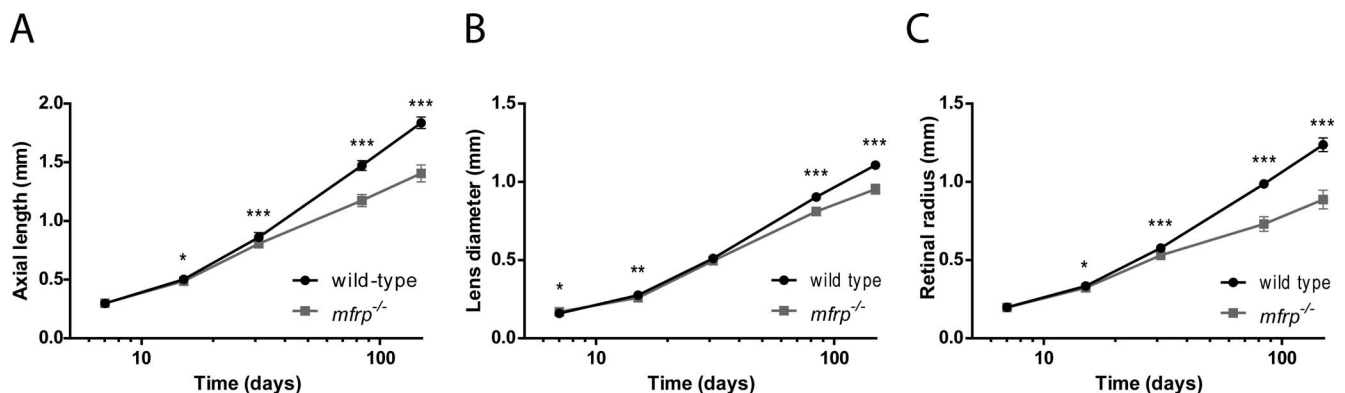 A
Axial length (mm)
2.0
1.5
1.0
0.5
0.0
*
***
***
***
wild-type
mfrp-/-
10
100
Time (days)
B
Lens diameter (mm)
1.5
1.0
0.5
0.0
*
**
***
***
wild type
mfrp-/-
10
100
Time (days)
C
Retinal radius (mm)
1.5
1.0
0.5
0.0
*
***
***
***
wild type
mfrp-/-
10
100
Time (days)